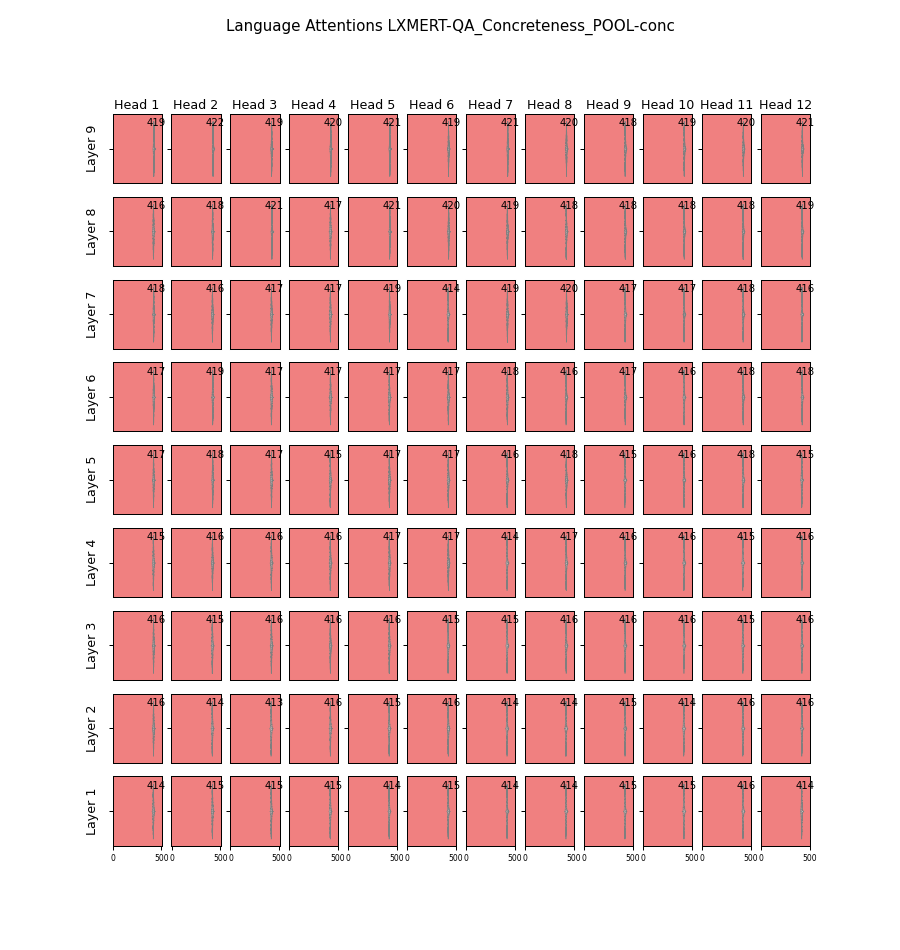 Language Attentions LXMERT-QA_Concreteness_POOL-conc
Head 1 Head 2 Head 3 Head 4 Head 5 Head 6 Head 7 Head 8 Head 9 Head 10 Head 11 Head 12
Layer 9 419 422 419 420 421 419 421 420 418 419 420 421
Layer 8 416 418 421 417 421 420 419 418 418 418 418 419
Layer 7 418 416 417 417 419 414 419 420 417 417 418 416
Layer 6 417 419 417 417 417 417 418 416 417 416 418 418
Layer 5 417 418 417 415 417 417 416 418 415 416 418 415
Layer 4 415 416 416 416 417 417 414 417 416 416 415 416
Layer 3 416 415 416 416 416 415 415 416 416 416 415 416
Layer 2 416 414 413 416 415 416 414 414 415 414 416 416
Layer 1 414 415 415 415 414 415 414 414 415 415 416 414
0 500 0 500 0 500 0 500 0 500 0 500 0 500 0 500 0 500 0 500 0 500 0 500